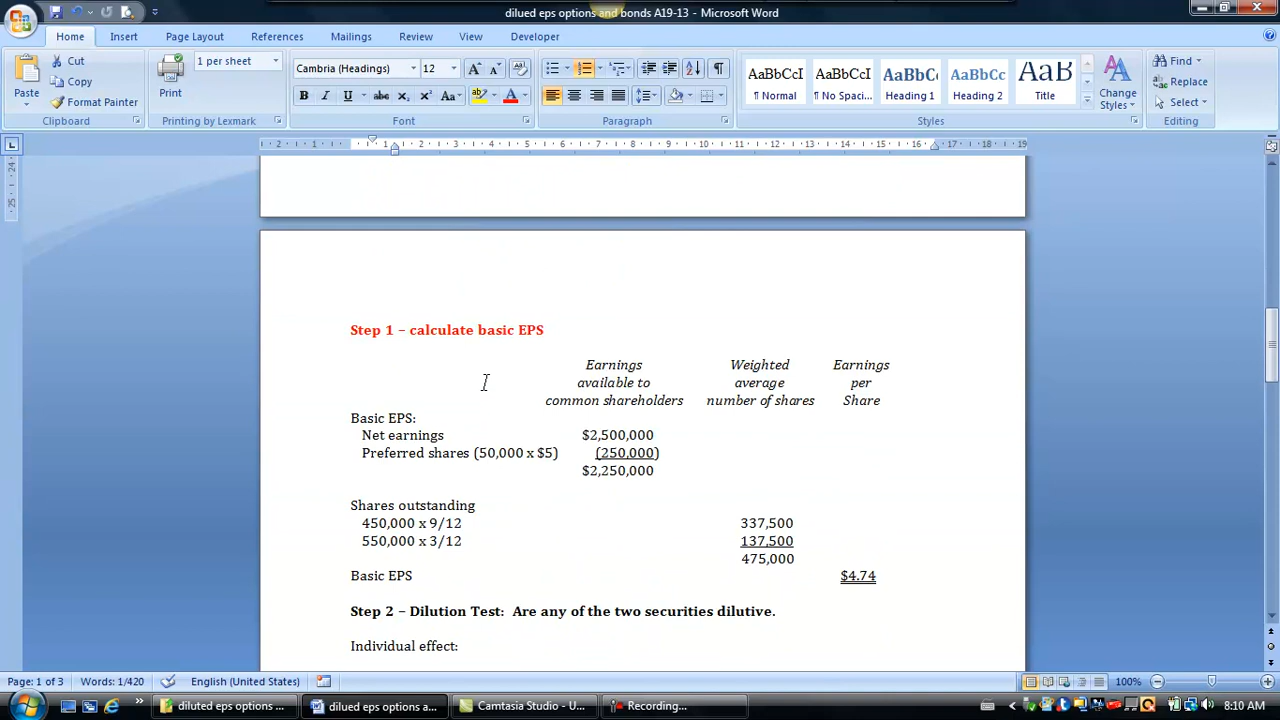 dilued eps options and bonds A19-13 - Microsoft Word
Home Insert Page Layout References Mailings Review View Developer
Paste Cut Copy Format Painter Clipboard
Print 1 per sheet Printing by Lexmark
Cambria (Headings) 12 Font
Paragraph
AaBbCcI ¶ Normal AaBbCcI ¶ No Spaci... AaBbC Heading 1 AaBbCc Heading 2 AaB Title Change Styles Styles
Find Replace Select Editing
Step 1 – calculate basic EPS
Earnings Weighted Earnings
available to average per
common shareholders number of shares Share
Basic EPS:
Net earnings $2,500,000
Preferred shares (50,000 x $5) (250,000)
$2,250,000
Shares outstanding
450,000 x 9/12 337,500
550,000 x 3/12 137,500
475,000
Basic EPS $4.74
Step 2 – Dilution Test: Are any of the two securities dilutive.
Individual effect:
Page: 1 of 3 Words: 1/420 English (United States) 100%
diluted eps options ... dilued eps options a... Camtasia Studio - U... Recording... 8:10 AM